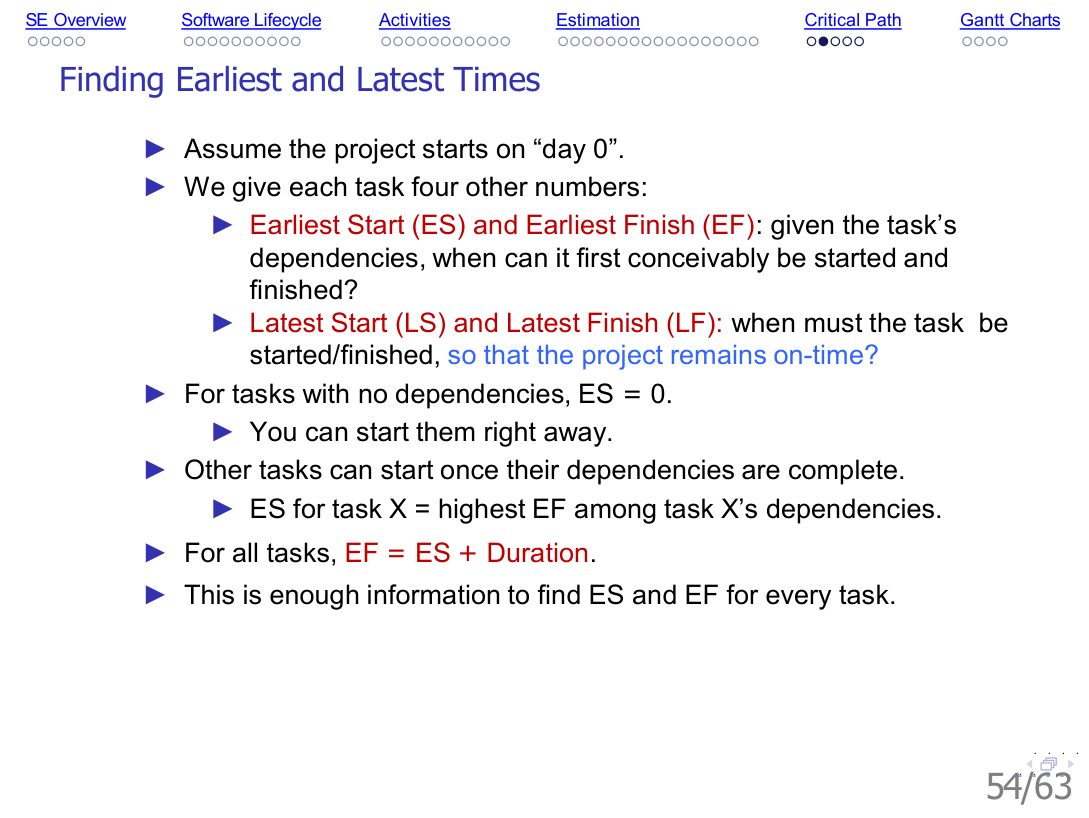 SE Overview Software Lifecycle Activities Estimation Critical Path Gantt Charts
Finding Earliest and Latest Times
► Assume the project starts on “day 0”.
► We give each task four other numbers:
► Earliest Start (ES) and Earliest Finish (EF): given the task’s
dependencies, when can it first conceivably be started and
finished?
► Latest Start (LS) and Latest Finish (LF): when must the task be
started/finished, so that the project remains on-time?
► For tasks with no dependencies, ES = 0.
► You can start them right away.
► Other tasks can start once their dependencies are complete.
► ES for task X = highest EF among task X’s dependencies.
► For all tasks, EF = ES + Duration.
► This is enough information to find ES and EF for every task.
54/63